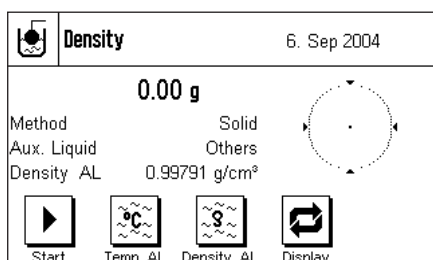 Density 6. Sep 2004
0.00 g
Method Solid
Aux. Liquid Others
Density AL 0.99791 g/cm³
°C
Start Temp. AL Density AL Display